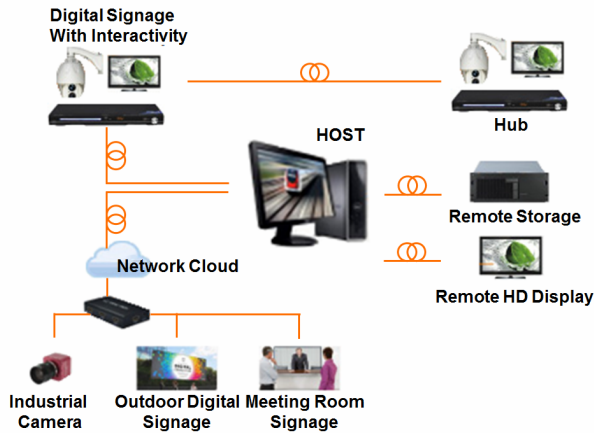 Digital Signage
With Interactivity
Hub
HOST
Remote Storage
Network Cloud
Remote HD Display
Industrial
Camera
Outdoor Digital
Signage
Meeting Room
Signage